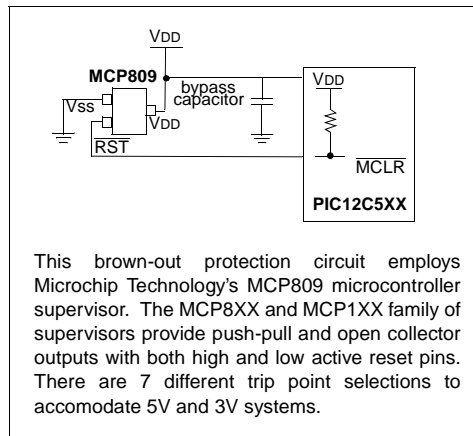 VDD
MCP809
bypass
capacitor
VDD
Vss
VDD
RST
MCLR
PIC12C5XX
This brown-out protection circuit employs
Microchip Technology's MCP809 microcontroller
supervisor. The MCP8XX and MCP1XX family of
supervisors provide push-pull and open collector
outputs with both high and low active reset pins.
There are 7 different trip point selections to
accomodate 5V and 3V systems.